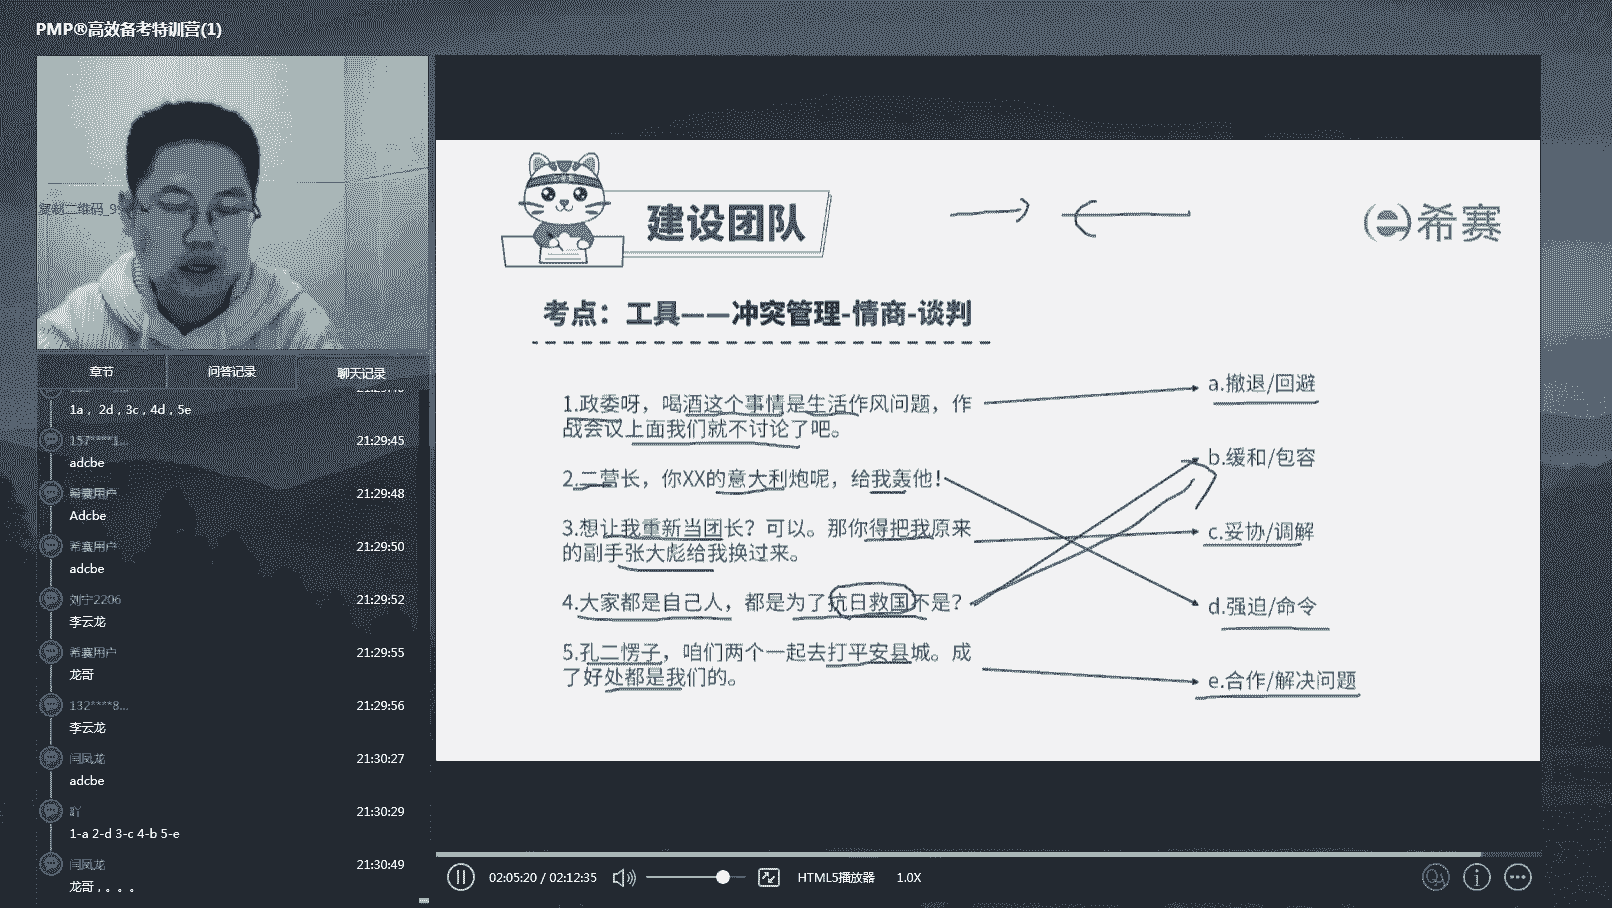 PMP®高效备考特训营(1)
章节
问答记录
聊天记录
1a，2d，3c，4d，5e
157****1...
21:29:45
adcbe
希赛用户
21:29:48
Adcbe
希赛用户
21:29:50
adcbe
刘宁2206
21:29:52
李云龙
希赛用户
21:29:55
龙哥
132****8...
21:29:56
李云龙
闫凤龙
21:30:27
adcbe
21:30:29
1-a 2-d 3-c 4-b 5-e
闫凤龙
21:30:49
龙哥，。。。
建设团队
希赛
考点：工具——冲突管理-情商-谈判
1.政委呀，喝酒这个事情是生活作风问题，作
战会议上面我们就不讨论了吧。
2.二营长，你XX的意大利炮呢，给我轰他！
3.想让我重新当团长？可以。那你得把我原来
的副手张大彪给我换过来。
4.大家都是自己人，都是为了抗日救国不是？
5.孔二愣子，咱们两个一起去打平安县城。成
了好处都是我们的。
a.撤退/回避
b.缓和/包容
c.妥协/调解
d.强迫/命令
e.合作/解决问题
02:05:20 / 02:12:35
HTML5播放器
1.0X